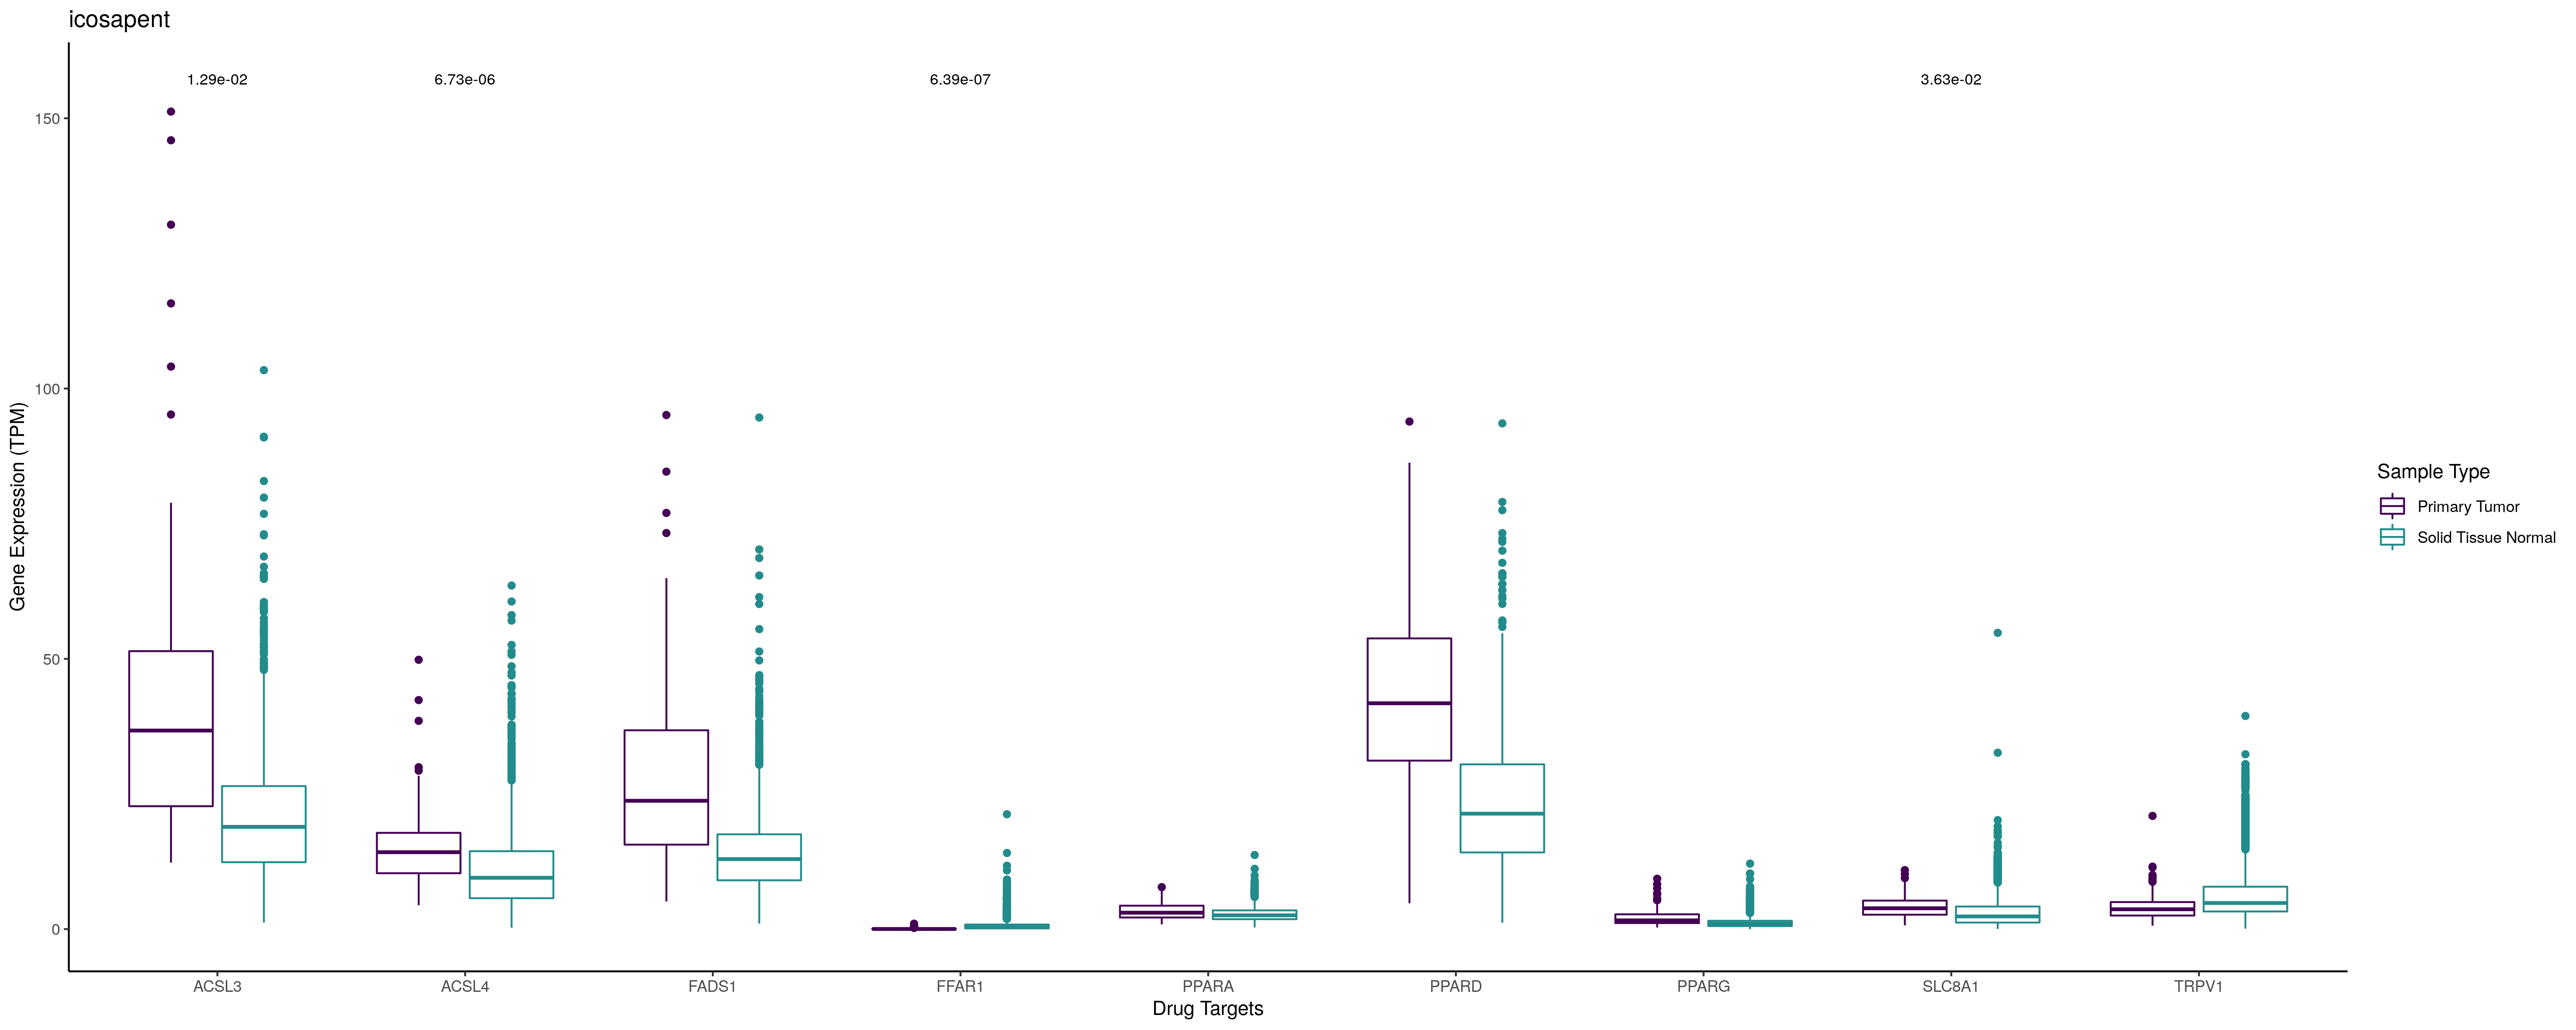 icosapent
1.29e-02
6.73e-06
6.39e-07
3.63e-02
150
100
50
0
Gene Expression (TPM)
ACSL3
ACSL4
FADS1
FFAR1
PPARA
PPARD
PPARG
SLC8A1
TRPV1
Drug Targets
Sample Type
Primary Tumor
Solid Tissue Normal